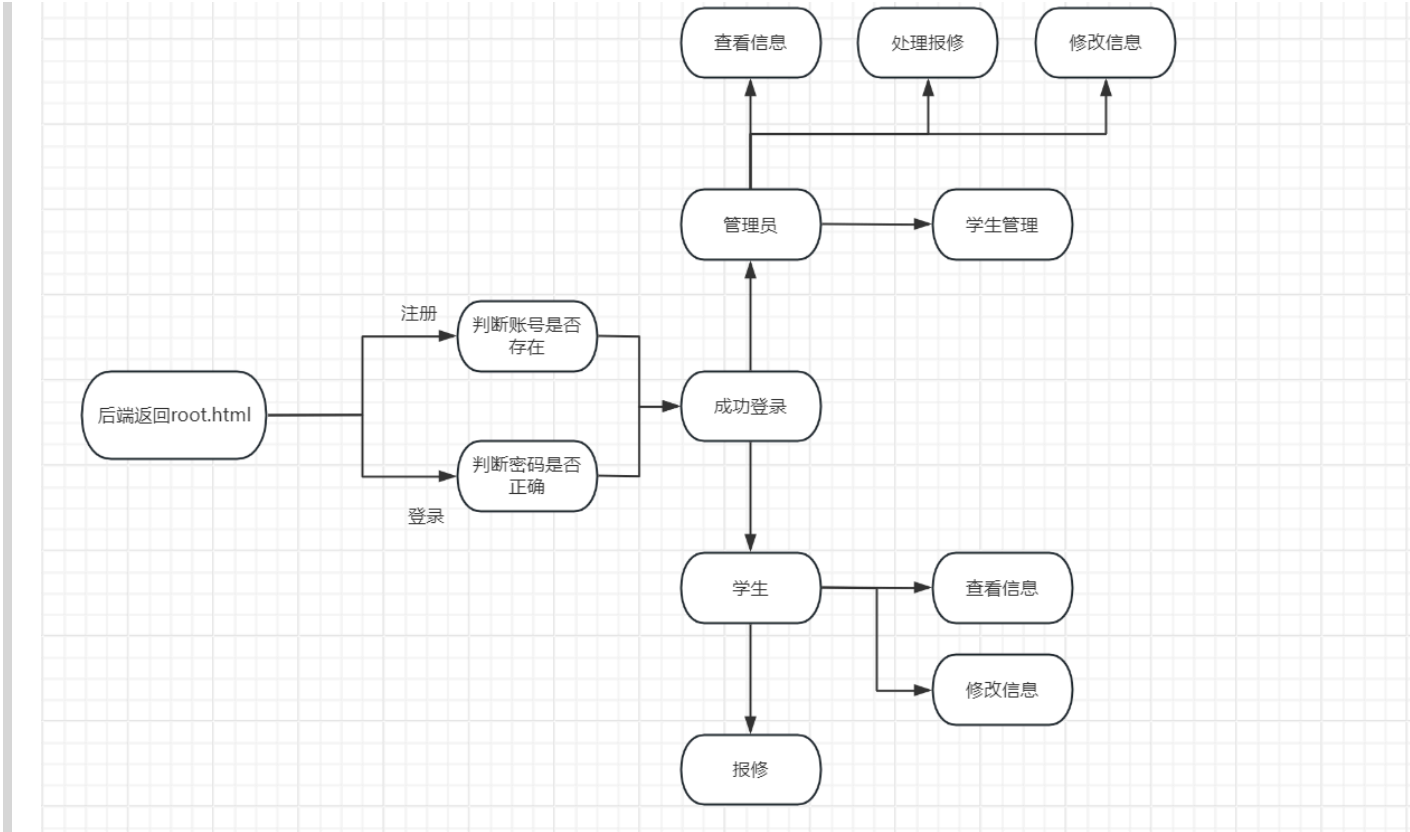 查看信息
处理报修
修改信息
管理员
学生管理
注册
判断账号是否
存在
后端返回root.html
成功登录
判断密码是否
正确
登录
学生
查看信息
修改信息
报修